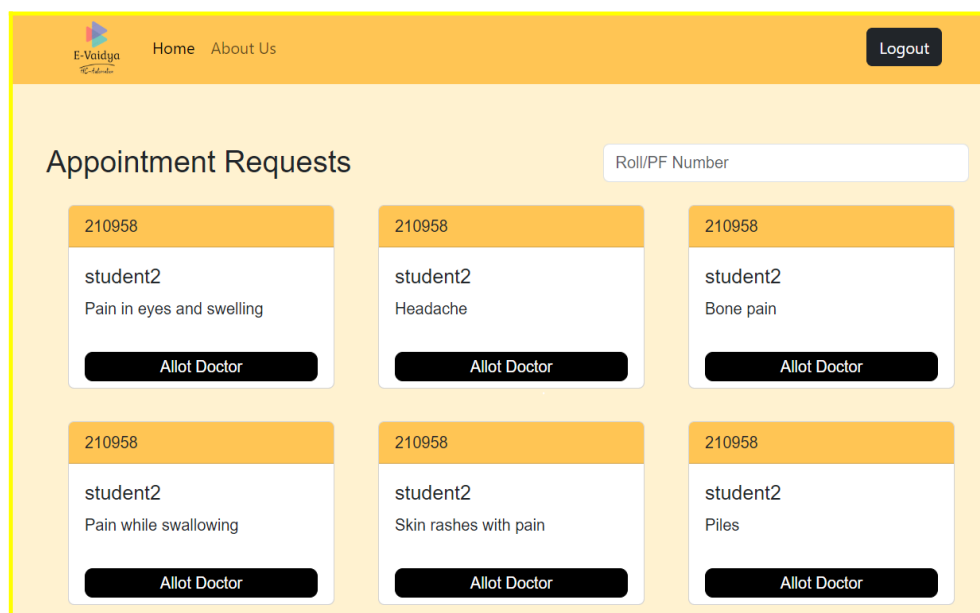 E-Vaidya
Home About Us
Logout
Appointment Requests
Roll/PF Number
210958
student2
Pain in eyes and swelling
Allot Doctor
210958
student2
Headache
Allot Doctor
210958
student2
Bone pain
Allot Doctor
210958
student2
Pain while swallowing
Allot Doctor
210958
student2
Skin rashes with pain
Allot Doctor
210958
student2
Piles
Allot Doctor